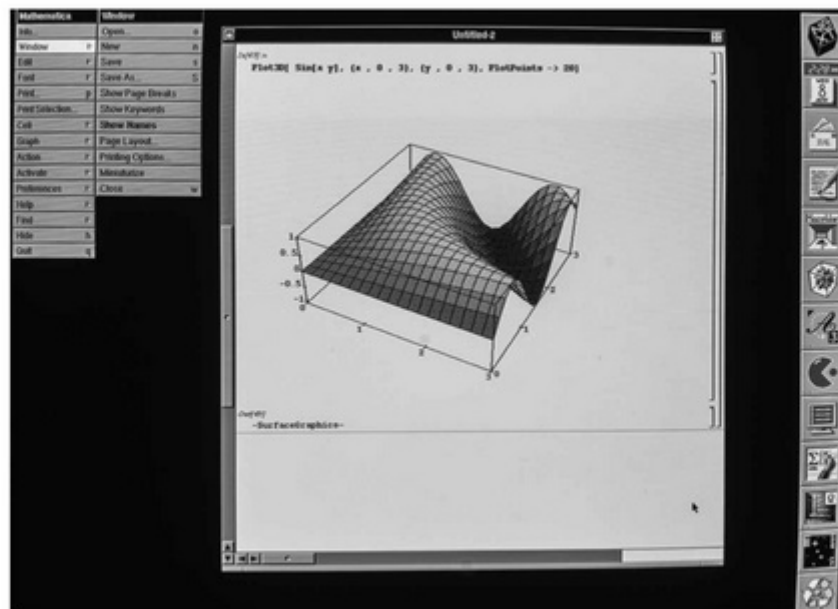 Mathematica
Info...
Window r
Edit r
Font r
Print... p
Print Selection...
Cell r
Graph r
Action r
Activate r
Preferences r
Help r
Find r
Hide h
Quit q
Window
Open... o
New n
Save s
Save As... S
Show Page Breaks
Show Keywords
Show Names
Page Layout...
Printing Options...
Miniaturize
Close w
Untitled-2
Plot3D[ Sin[x y], {x , 0 , 3}, {y , 0 , 3}, PlotPoints -> 20]
1
0.5
0
-0.5
-1
0
1
2
3
0
1
2
3
-SurfaceGraphics-
8